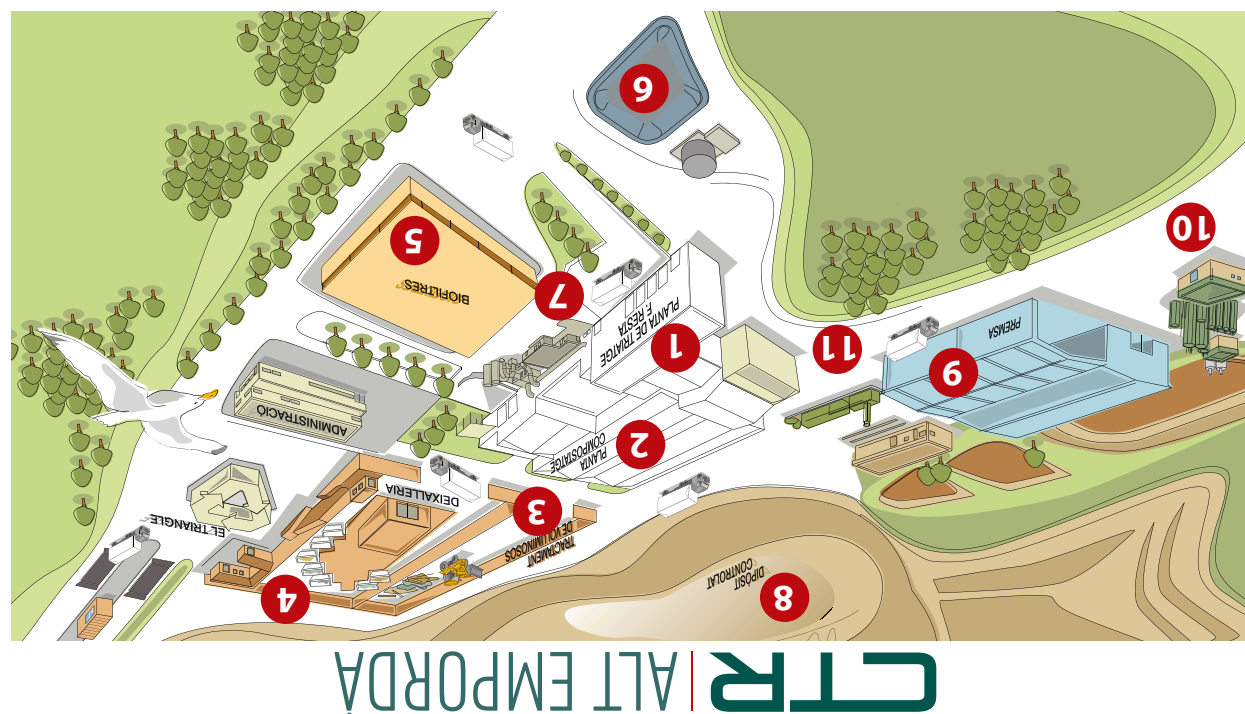 CTR ALT EMPORDÀ
8
DIPÒSIT
CONTROLAT
4
TRACTAMENT
DE VOLUMINOSOS
3
EL TRIANGLE
DEIXALLERIA
PLANTA
COMPOSTATGE
2
ADMINISTRACIÓ
6
PREMSA
11
1
PLANTA DE TRIATGE
F. RESTA
7
BIOFILTRES
5
10
9